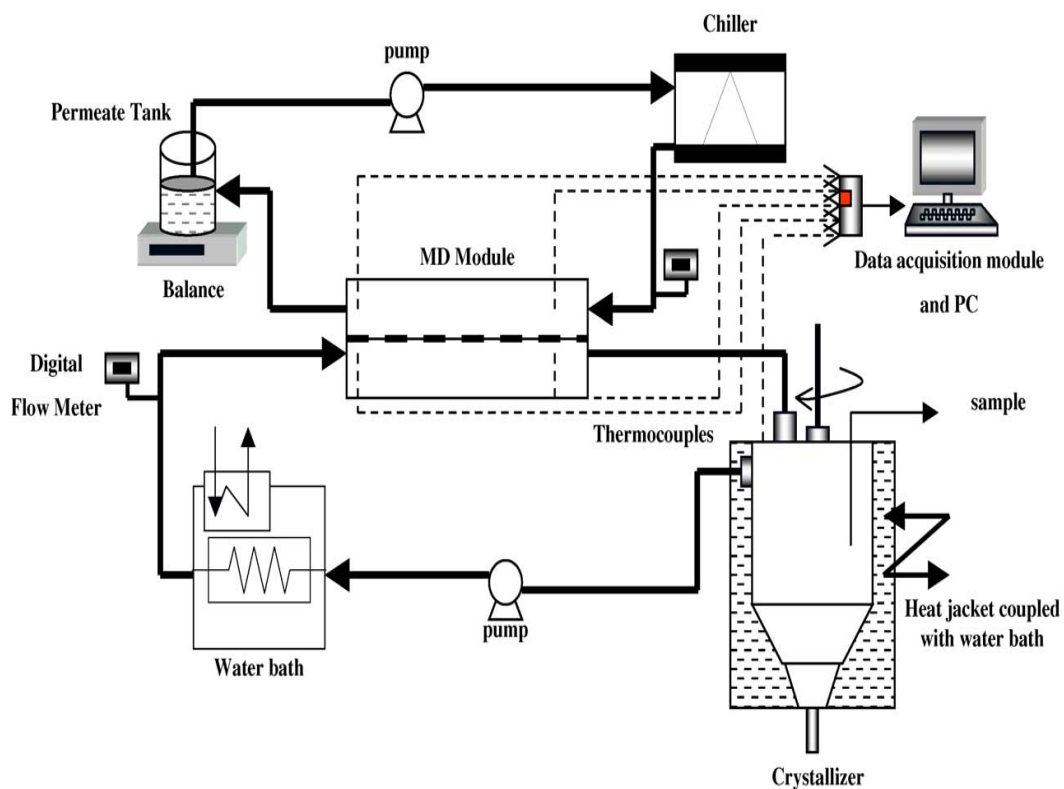 Chiller
pump
Permeate Tank
MD Module
Balance
Data acquisition module
and PC
Digital
Flow Meter
Thermocouples
sample
Heat jacket coupled
with water bath
pump
Water bath
Crystallizer